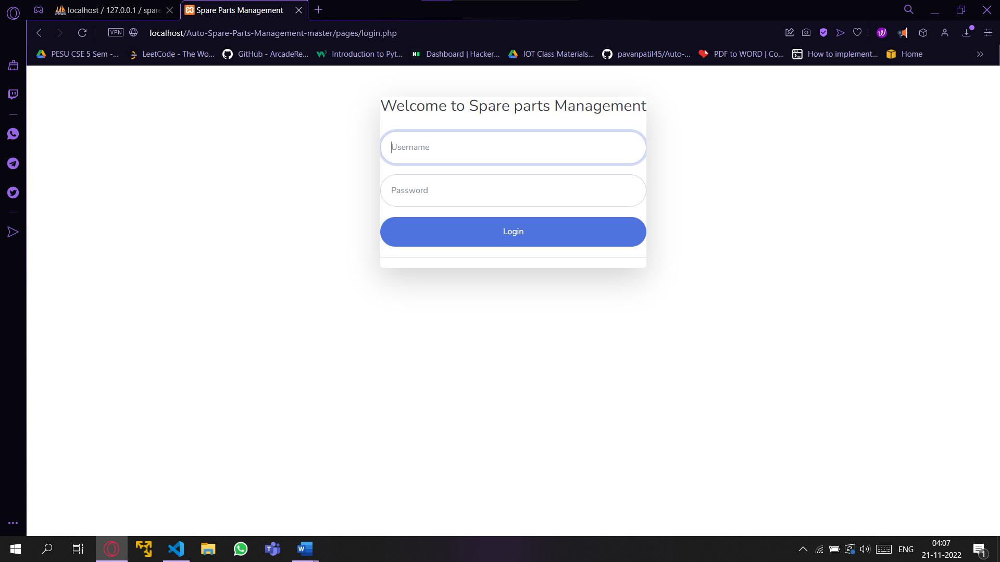 localhost / 127.0.0.1 / spare
Spare Parts Management
VPN
localhost/Auto-Spare-Parts-Management-master/pages/login.php
PESU CSE 5 Sem -...
LeetCode - The Wo...
GitHub - ArcadeRe...
Introduction to Pyt...
Dashboard | Hacker...
IOT Class Materials...
pavanpatil45/Auto-...
PDF to WORD | Co...
How to implement...
Home
Welcome to Spare parts Management
Username
Password
Login
ENG
04:07
21-11-2022
1